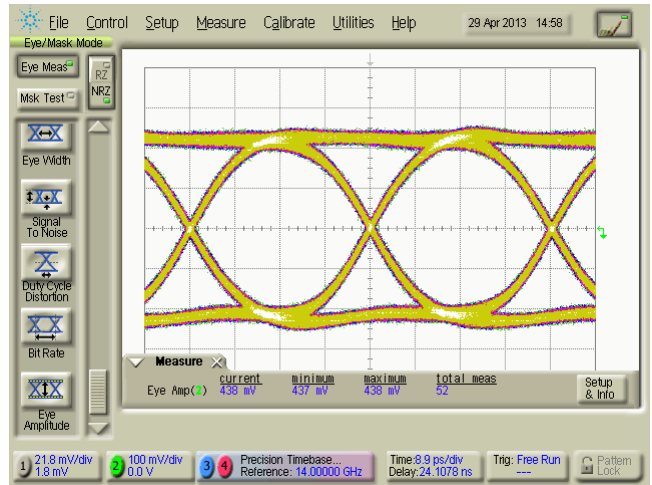 File Control Setup Measure Calibrate Utilities Help 29 Apr 2013 14:58
Eye/Mask Mode
Eye Meas
RZ
NRZ
Msk Test
Eye Width
Signal
To Noise
Duty Cycle
Distortion
Bit Rate
Eye
Amplitude
Measure
current minimum maximum total meas
Eye Amp(2) 438 mV 437 mV 438 mV 52
Setup
& Info
1 21.8 mV/div
1.8 mV
2 100 mV/div
0.0 V
3 4 Precision Timebase...
Reference: 14.00000 GHz
Time:8.9 ps/div
Delay:24.1078 ns
Trig: Free Run
---
Pattern
Lock